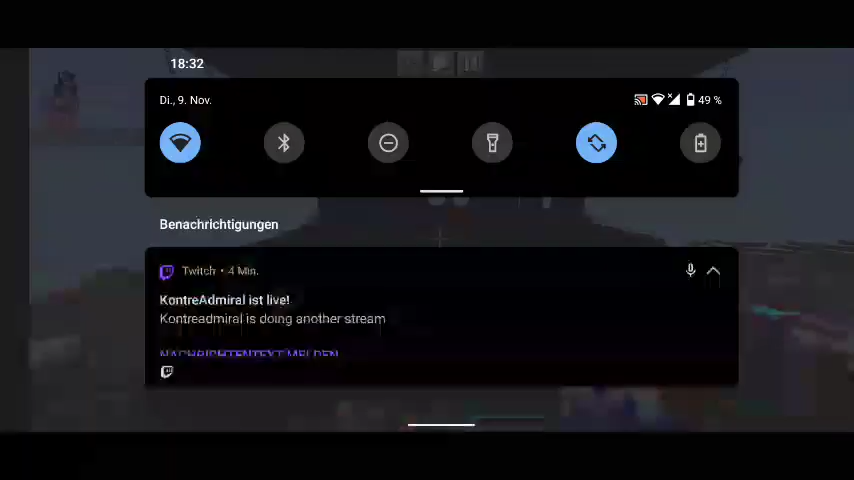 18:32
Di., 9. Nov.
49 %
Benachrichtigungen
Twitch • 4 Min.
KontreAdmiral ist live!
Kontreadmiral is doing another stream
NACHRICHTENTEXT MELDEN